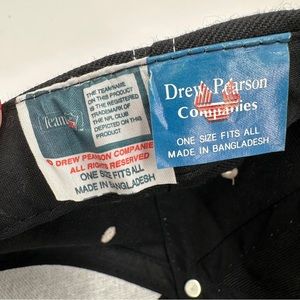 Team NFL
THE TEAM NAME
ON THIS PRODUCT
IS THE REGISTERED
TRADEMARK OF
THE NFL CLUB
DEPICTED ON THIS
PRODUCT
© DREW PEARSON COMPANIE
ALL RIGHTS RESERVED
ONE SIZE FITS ALL
MADE IN BANGLADESH
Drew Pearson
Companies
ONE SIZE FITS ALL
MADE IN BANGLADESH